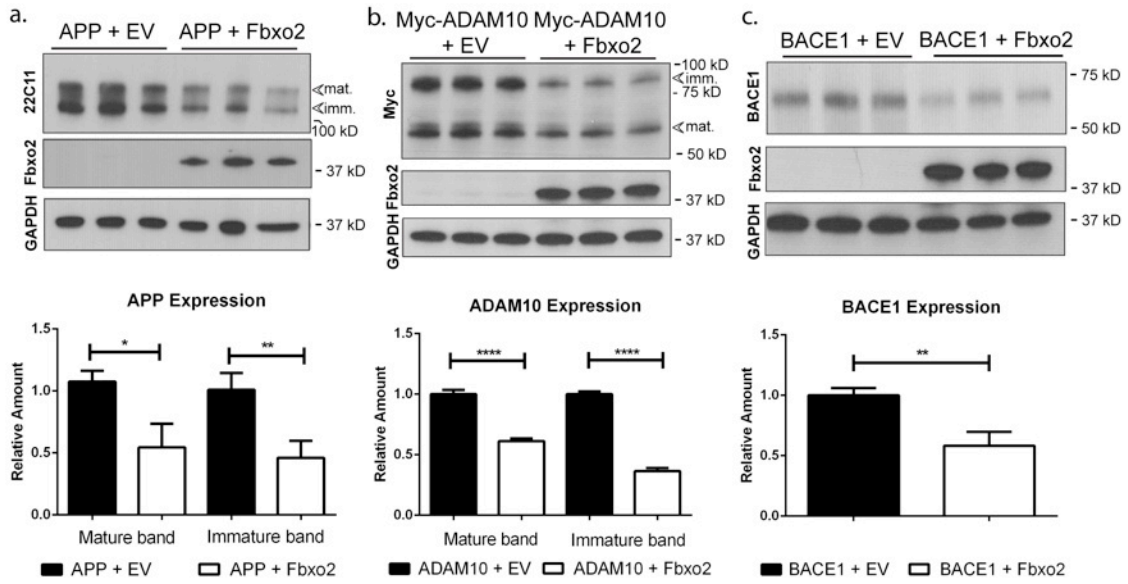 a.
APP + EV APP + Fbxo2
22C11
mat.
imm.
100 kD
Fbxo2
- 37 kD
GAPDH
- 37 kD
b.
Myc-ADAM10 Myc-ADAM10
+ EV + Fbxo2
Myc
- 100 kD
imm.
75 kD
mat.
- 50 kD
Fbxo2
- 37 kD
GAPDH
- 37 kD
c.
BACE1 + EV BACE1 + Fbxo2
BACE1
- 75 kD
50 kD
Fbxo2
37 kD
GAPDH
- 37 kD
APP Expression
Relative Amount
1.5
1.0
0.5
0.0
*
**
Mature band Immature band
APP + EV APP + Fbxo2
ADAM10 Expression
Relative Amount
1.5
1.0
0.5
0.0
****
****
Mature band Immature band
ADAM10 + EV ADAM10 + Fbxo2
BACE1 Expression
Relative Amount
1.5
1.0
0.5
0.0
**
BACE1 + EV BACE1 + Fbxo2